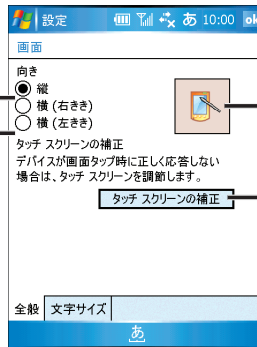 設定 あ 10:00 ok
画面
向き
縦
横 (右きき)
横 (左きき)
タッチ スクリーンの補正
デバイスが画面タップ時に正しく応答しない
場合は、タッチ スクリーンを調節します。
タッチ スクリーンの補正
全般 文字サイズ
あ